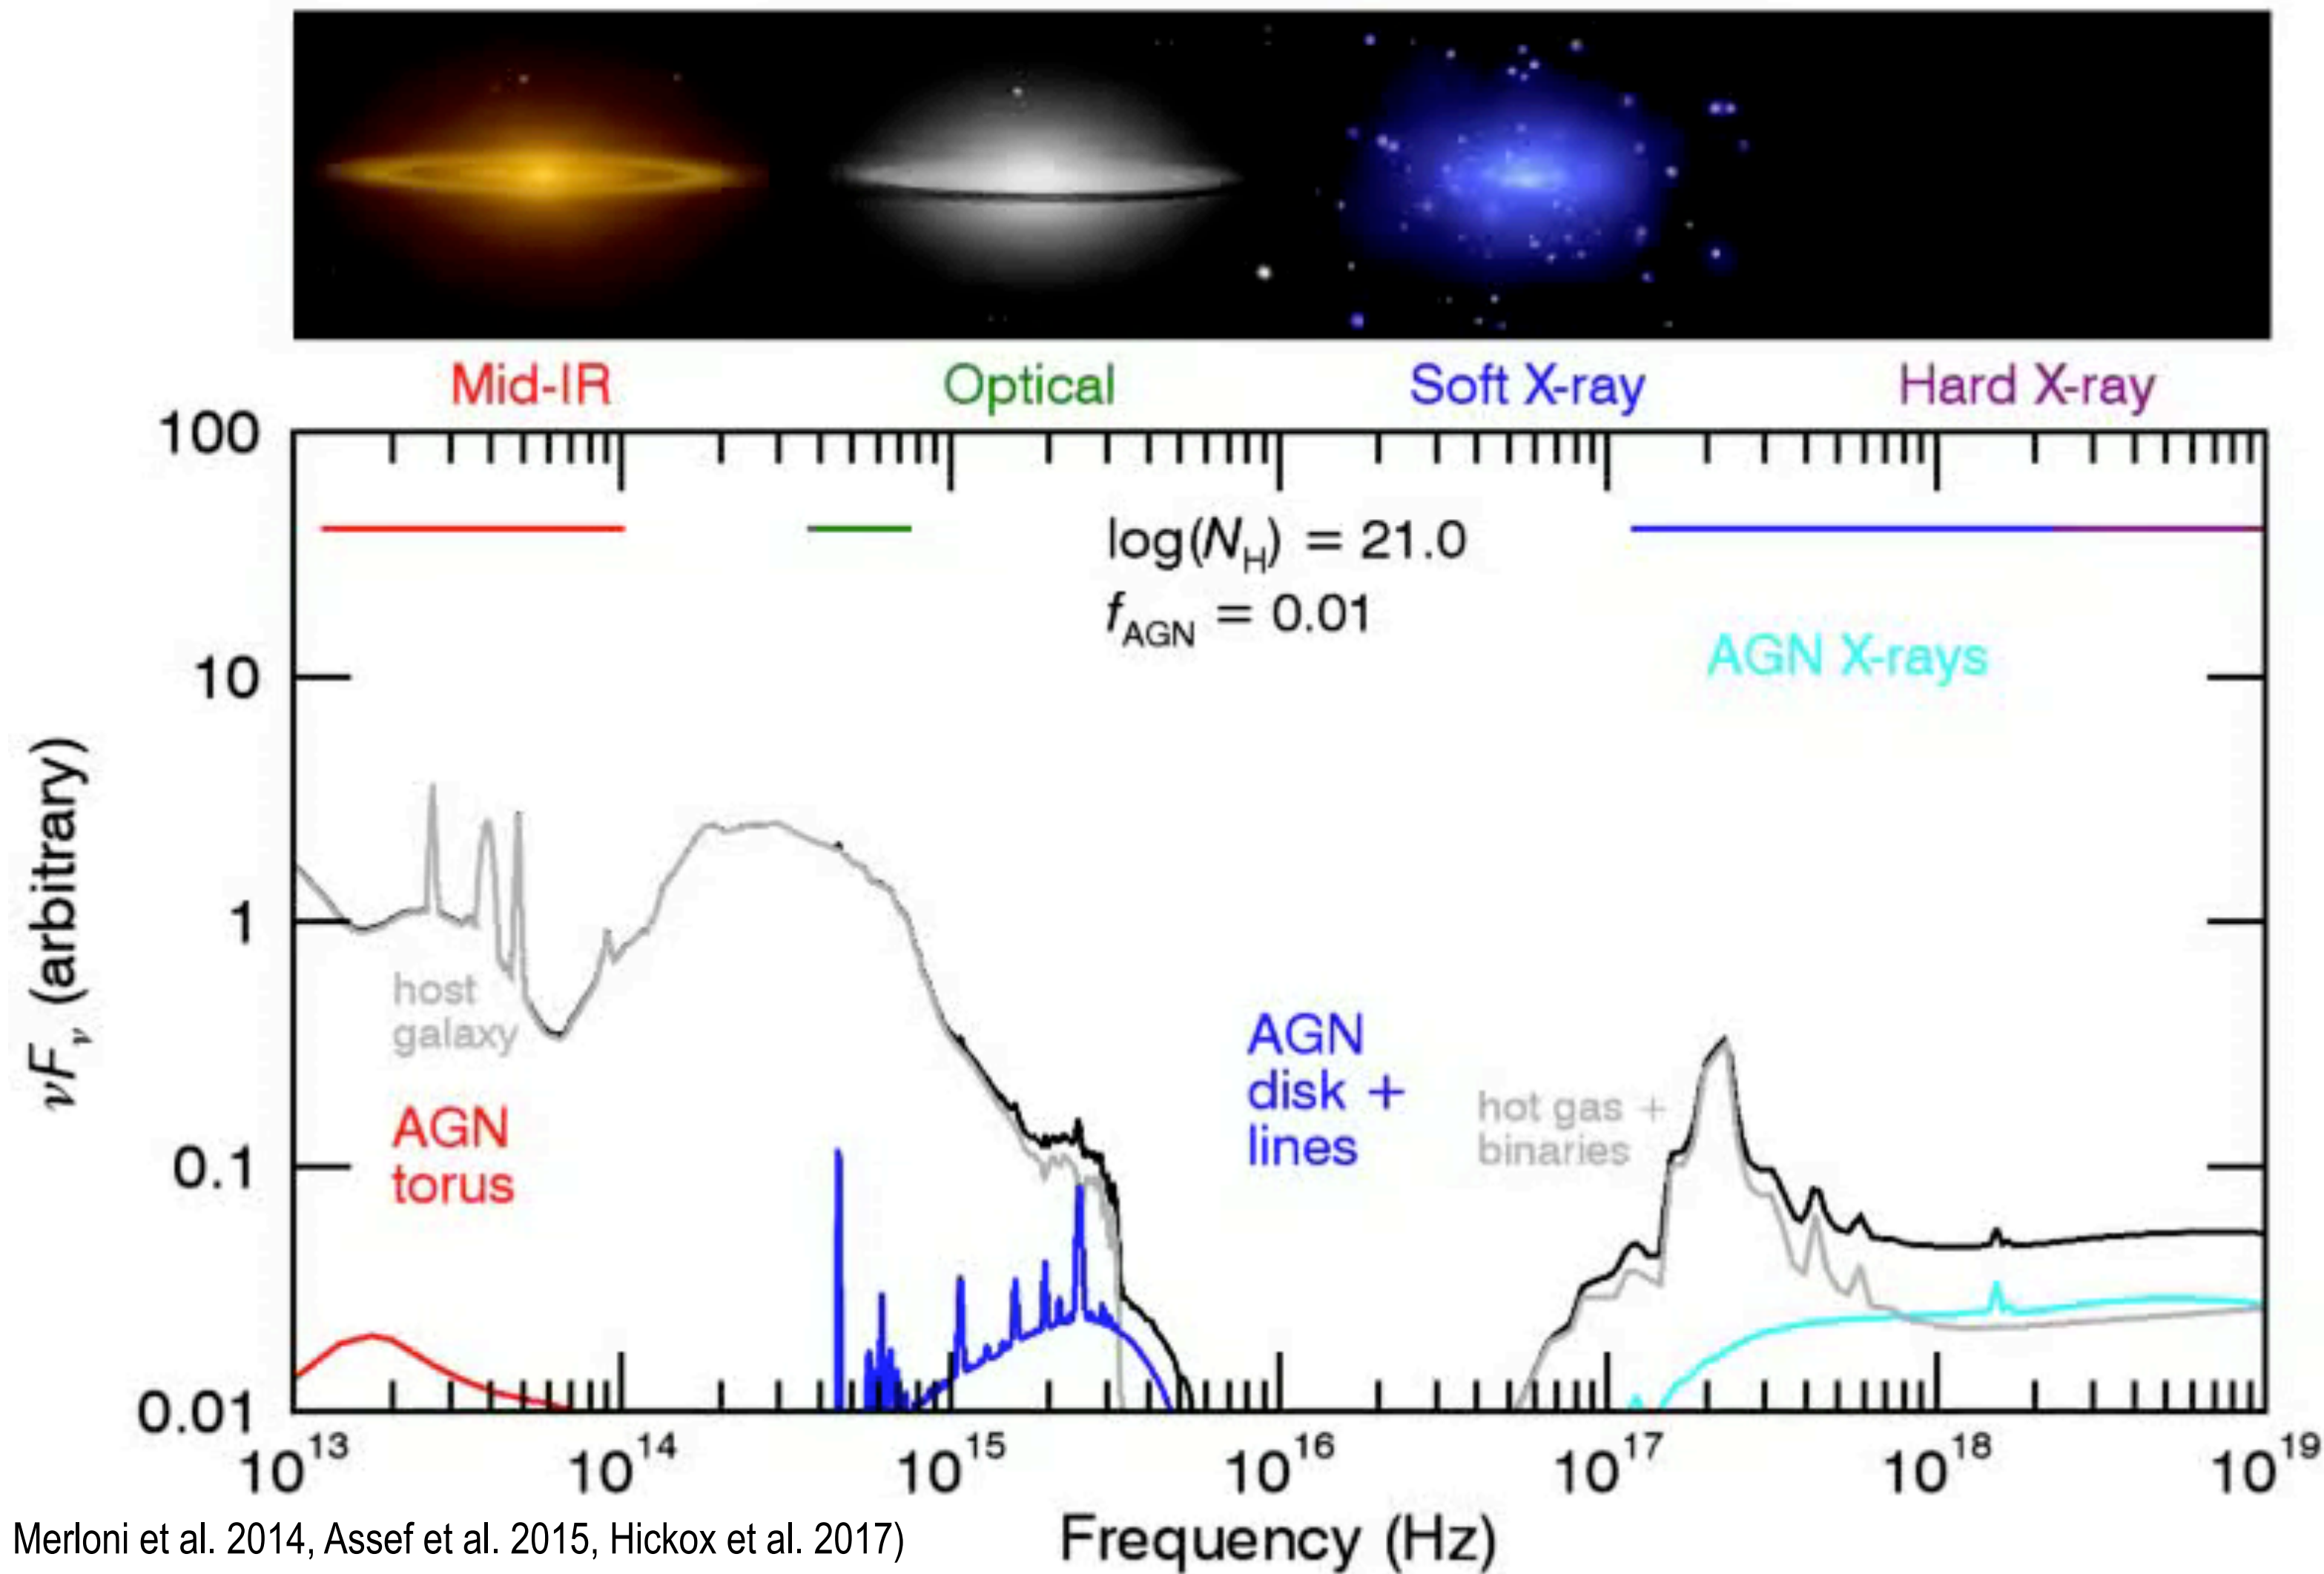 Mid-IR Optical Soft X-ray Hard X-ray
100
log(N_H) = 21.0
f_AGN = 0.01
AGN X-rays
10
1
host
galaxy
AGN
torus
AGN
disk +
lines
hot gas +
binaries
0.1
0.01
νF_ν (arbitrary)
10^13 10^14 10^15 10^16 10^17 10^18 10^19
Frequency (Hz)
Merloni et al. 2014, Assef et al. 2015, Hickox et al. 2017)